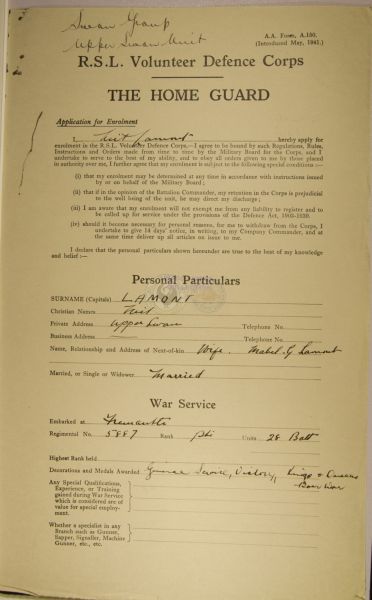 Swan Group
Upper Swan Unit
A.A. Form, A.180.
(Introduced May, 1941.)
R.S.L. Volunteer Defence Corps
THE HOME GUARD
Application for Enrolment
I, Lamont hereby apply for
enrolment in the R.S.L. Volunteer Defence Corps,—I agree to be bound by such Regulations, Rules,
Instructions and Orders made from time to time by the Military Board for the Corps, and I
undertake to serve to the best of my ability, and to obey all orders given to me by those placed
in authority over me, I further agree that my enrolment is subject to the following special conditions :—
(i) that my enrolment may be determined at any time in accordance with instructions issued
by or on behalf of the Military Board ;
(ii) that if in the opinion of the Battalion Commander, my retention in the Corps is prejudicial
to the well being of the unit, he may direct my discharge ;
(iii) I am aware that my enrolment will not exempt me from any liability to register and to
be called up for service under the provisions of the Defence Act, 1903-1939.
(iv) should it become necessary for personal reasons, for me to withdraw from the Corps, I
undertake to give 14 days' notice, in writing, to my Company Commander, and at
the same time deliver up all articles on issue to me.
I declare that the personal particulars shewn hereunder are true to the best of my knowledge
and belief :—
Personal Particulars
SURNAME (Capitals) LAMONT
Christian Names
Private Address Upper Swan Telephone No.
Business Address Telephone No.
Name, Relationship and Address of Next-of-kin Wife. Mabel G Lamont
Married, or Single or Widower Married
War Service
Embarked at Fremantle
Regimental No. 5887 Rank Pte Units 28 Batt
Highest Rank held
Decorations and Medals Awarded General Service, Victory, Kings & Queens
Boer War
Any Special Qualifications,
Experience, or Training
gained during War Service
which is considered are of
value for special employ-
ment.
Whether a specialist in any
Branch such as Gunner,
Sapper, Signaller, Machine
Gunner, etc., etc.